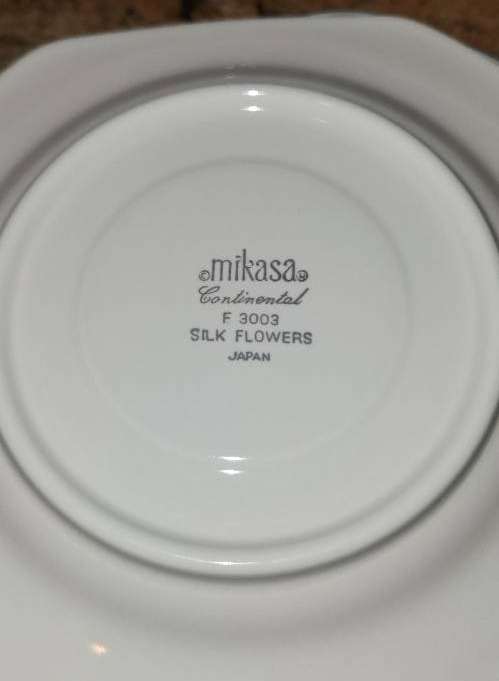 ©mikasa®
Continental
F 3003
SILK FLOWERS
JAPAN